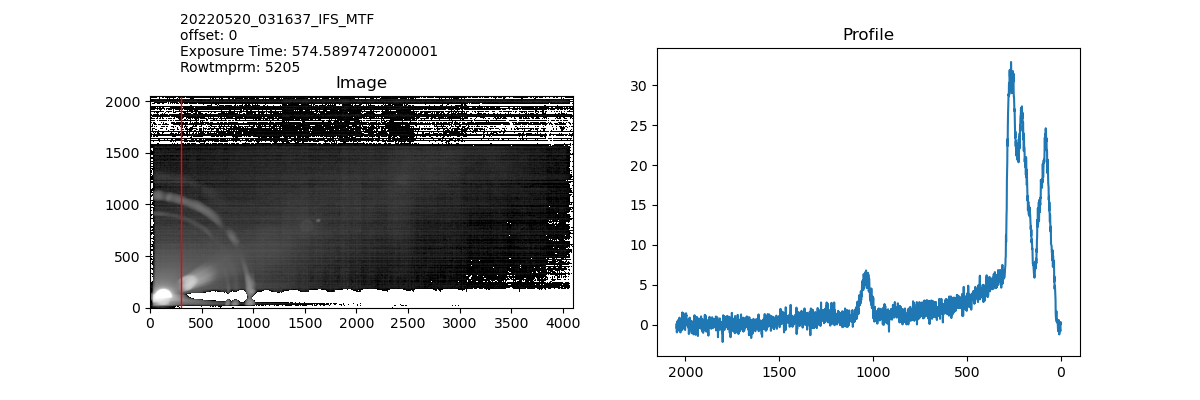 20220520_031637_IFS_MTF
offset: 0
Exposure Time: 574.5897472000001
Rowtmprm: 5205
Image
2000
1500
1000
500
0
0 500 1000 1500 2000 2500 3000 3500 4000
Profile
30
25
20
15
10
5
0
2000 1500 1000 500 0